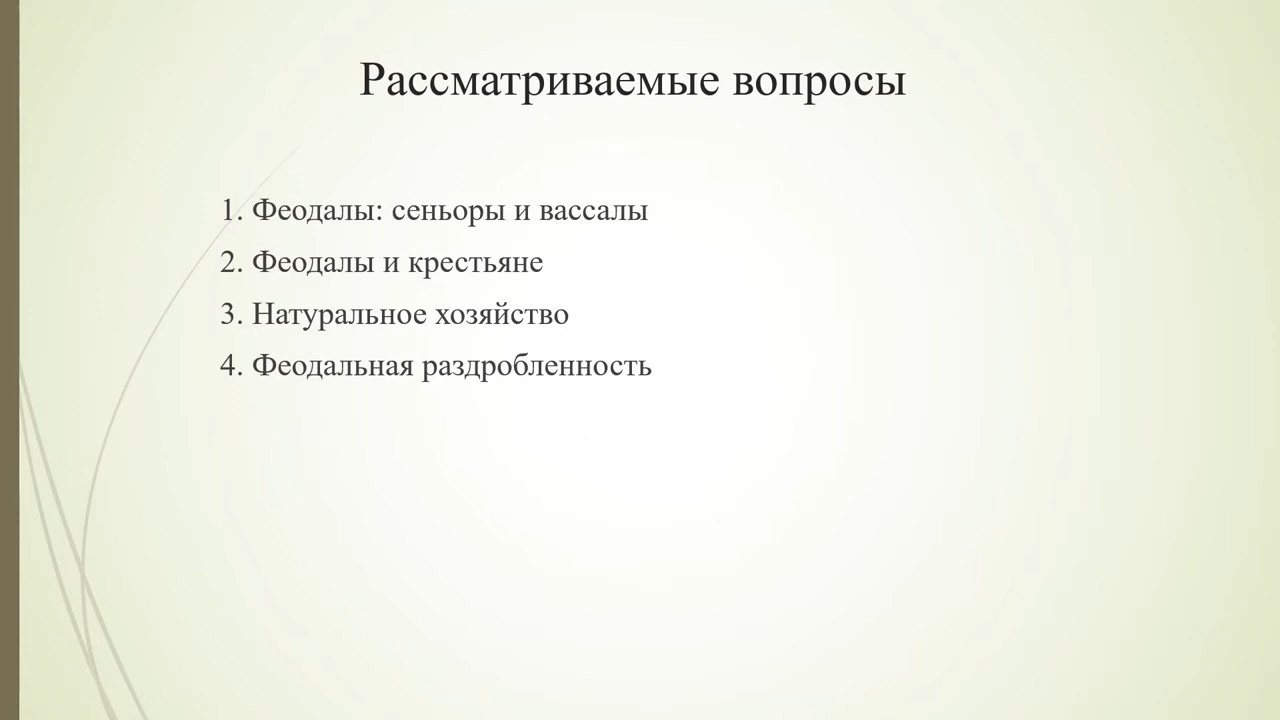 Рассматриваемые вопросы
1. Феодалы: сеньоры и вассалы
2. Феодалы и крестьяне
3. Натуральное хозяйство
4. Феодальная раздробленность